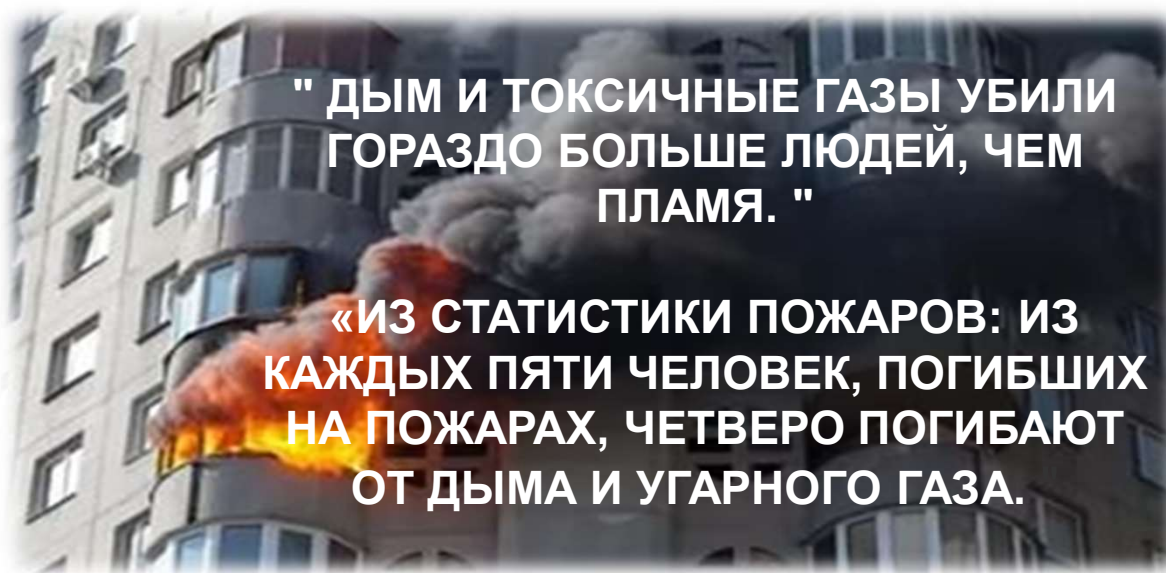 " ДЫМ И ТОКСИЧНЫЕ ГАЗЫ УБИЛИ
ГОРАЗДО БОЛЬШЕ ЛЮДЕЙ, ЧЕМ
ПЛАМЯ. "
«ИЗ СТАТИСТИКИ ПОЖАРОВ: ИЗ
КАЖДЫХ ПЯТИ ЧЕЛОВЕК, ПОГИБШИХ
НА ПОЖАРАХ, ЧЕТВЕРО ПОГИБАЮТ
ОТ ДЫМА И УГАРНОГО ГАЗА.